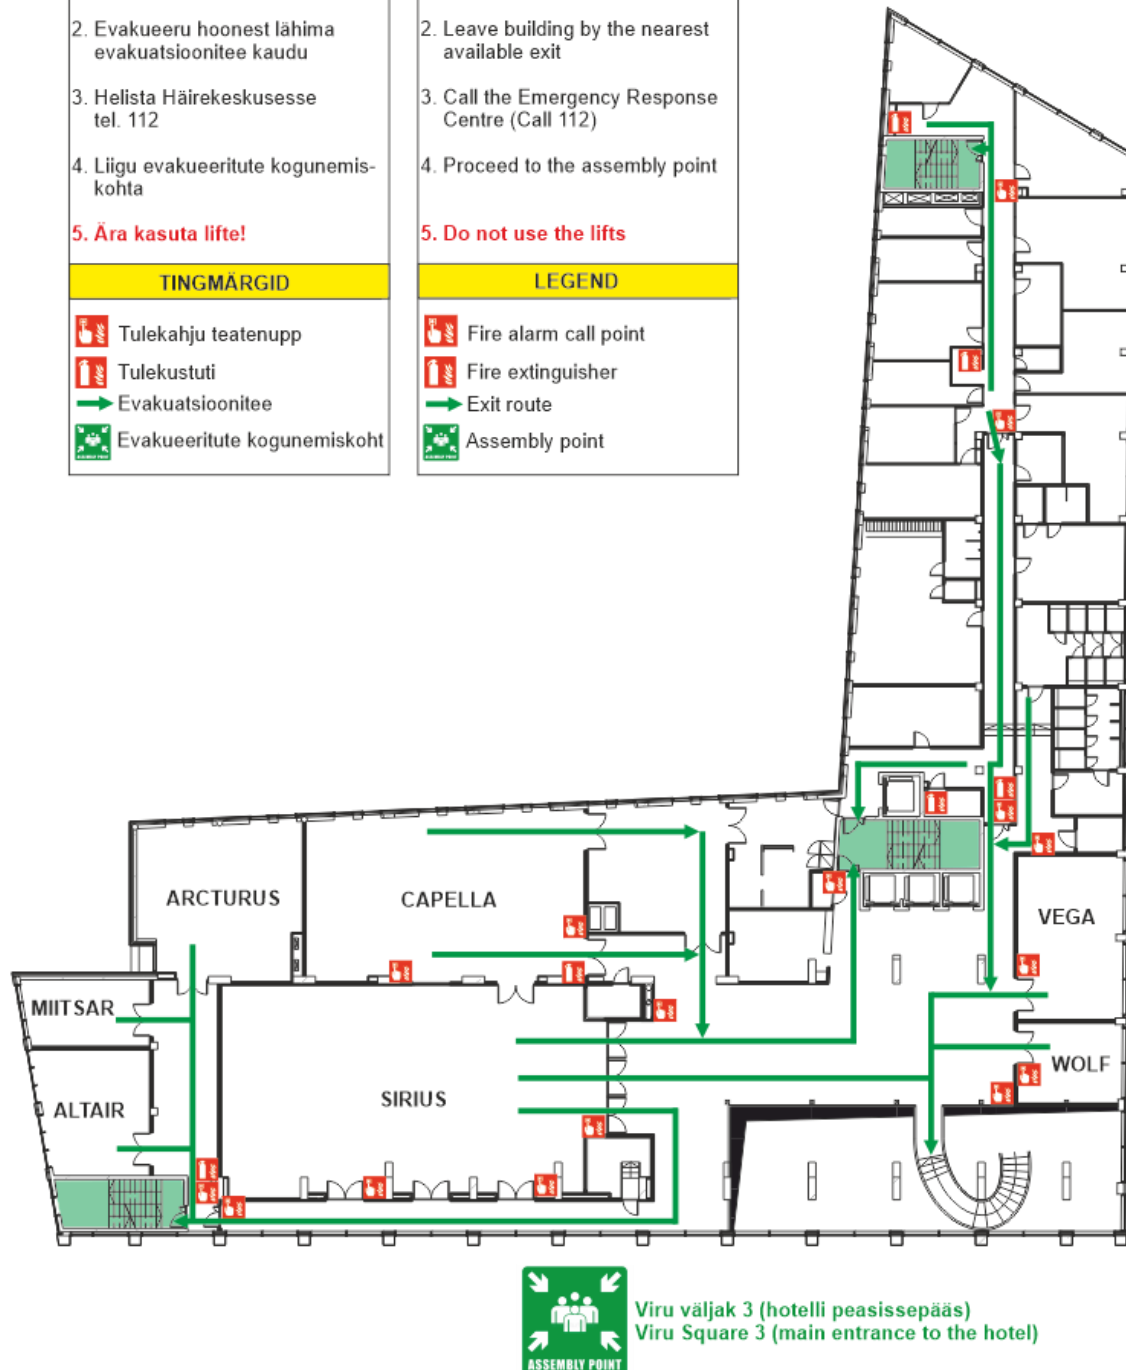 2. Evakueeru hoonest lähima
evakuatsioonitee kaudu
3. Helista Häirekeskusesse
tel. 112
4. Liigu evakueeritute kogunemis-
kohta
5. Ära kasuta lifte!
TINGMÄRGID
Tulekahju teatenupp
Tulekustuti
Evakuatsioonitee
Evakueeritute kogunemiskoht
ASSEMBLY POINT
2. Leave building by the nearest
available exit
3. Call the Emergency Response
Centre (Call 112)
4. Proceed to the assembly point
5. Do not use the lifts
LEGEND
Fire alarm call point
Fire extinguisher
Exit route
Assembly point
ASSEMBLY POINT
ARCTURUS
CAPELLA
VEGA
MIITSAR
WOLF
SIRIUS
ALTAIR
Viru väljak 3 (hotelli peasissepääs)
Viru Square 3 (main entrance to the hotel)
ASSEMBLY POINT